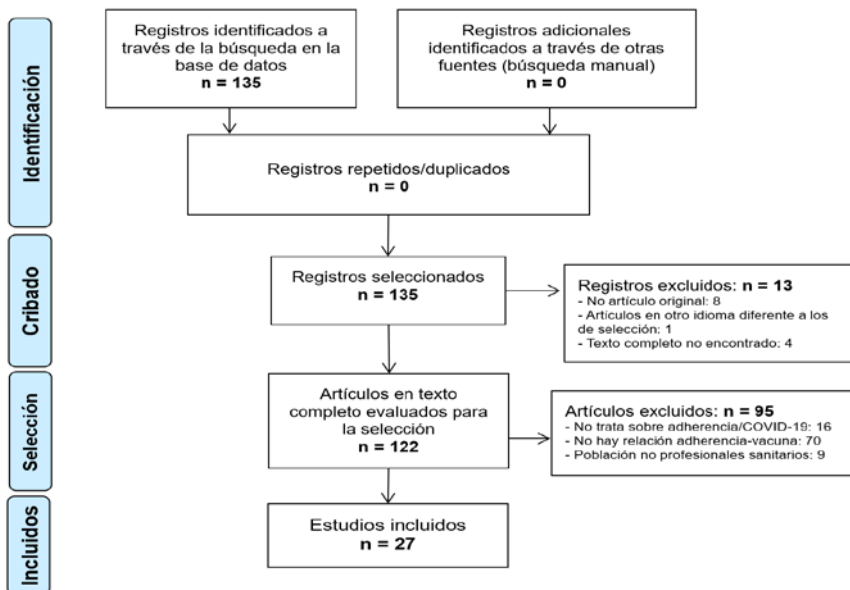 Identificación
Registros identificados a
través de la búsqueda en la
base de datos
n = 135
Registros adicionales
identificados a través de otras
fuentes (búsqueda manual)
n = 0
Registros repetidos/duplicados
n = 0
Cribado
Registros seleccionados
n = 135
Registros excluidos: n = 13
- No artículo original: 8
- Artículos en otro idioma diferente a los
de selección: 1
- Texto completo no encontrado: 4
Selección
Artículos en texto
completo evaluados para
la selección
n = 122
Artículos excluidos: n = 95
- No trata sobre adherencia/COVID-19: 16
- No hay relación adherencia-vacuna: 70
- Población no profesionales sanitarios: 9
Incluidos
Estudios incluidos
n = 27